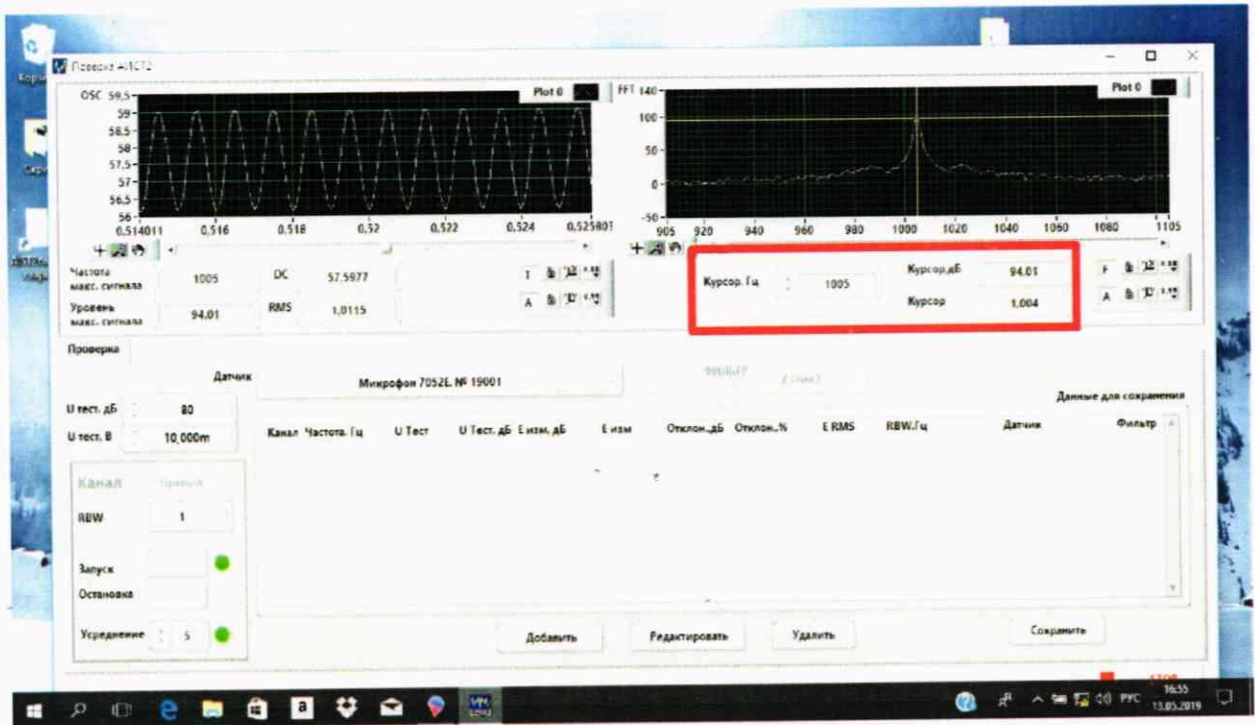 Plot 0
Plot 0
OSC 59,5
59
58,5
58
57,5
57
56,5
56
0,514011 0,516 0,518 0,52 0,522 0,524 0,525801
FFT 140
100
50
0
-50
905 920 940 960 980 1000 1020 1040 1060 1080 1105
Частота макс. сигнала 1005
DC 57.5977
Уровень макс. сигнала 94,01
RMS 1,0115
Курсор, Гц 1005
Курсор,дБ 94.01
Курсор 1,004
T
A
F
A
Проверка
Датчик Микрофон 7052E. № 19001
ФИЛЬТР
Данные для сохранения
U тест. дБ 80
U тест, В 10,000m
Канал Частота. Гц U Тест U Тест. дБ E изм, дБ E изм Отклон.,дБ Отклон.,% E RMS RBW.Гц Датчик Фильтр
Канал
RBW 1
Запуск
Остановка
Усреднение 5
Добавить Редактировать Удалить Сохранить
STOP
РУС
16:55
13.05.2019